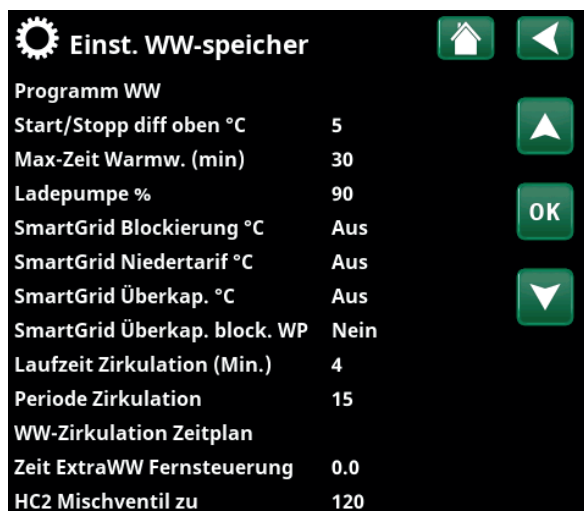 Einst. WW-speicher
Programm WW
Start/Stopp diff oben °C 5
Max-Zeit Warmw. (min) 30
Ladepumpe % 90
OK
SmartGrid Blockierung °C Aus
SmartGrid Niedertarif °C Aus
SmartGrid Überkap. °C Aus
SmartGrid Überkap. block. WP Nein
Laufzeit Zirkulation (Min.) 4
Periode Zirkulation 15
WW-Zirkulation Zeitplan
Zeit ExtraWW Fernsteuerung 0.0
HC2 Mischventil zu 120